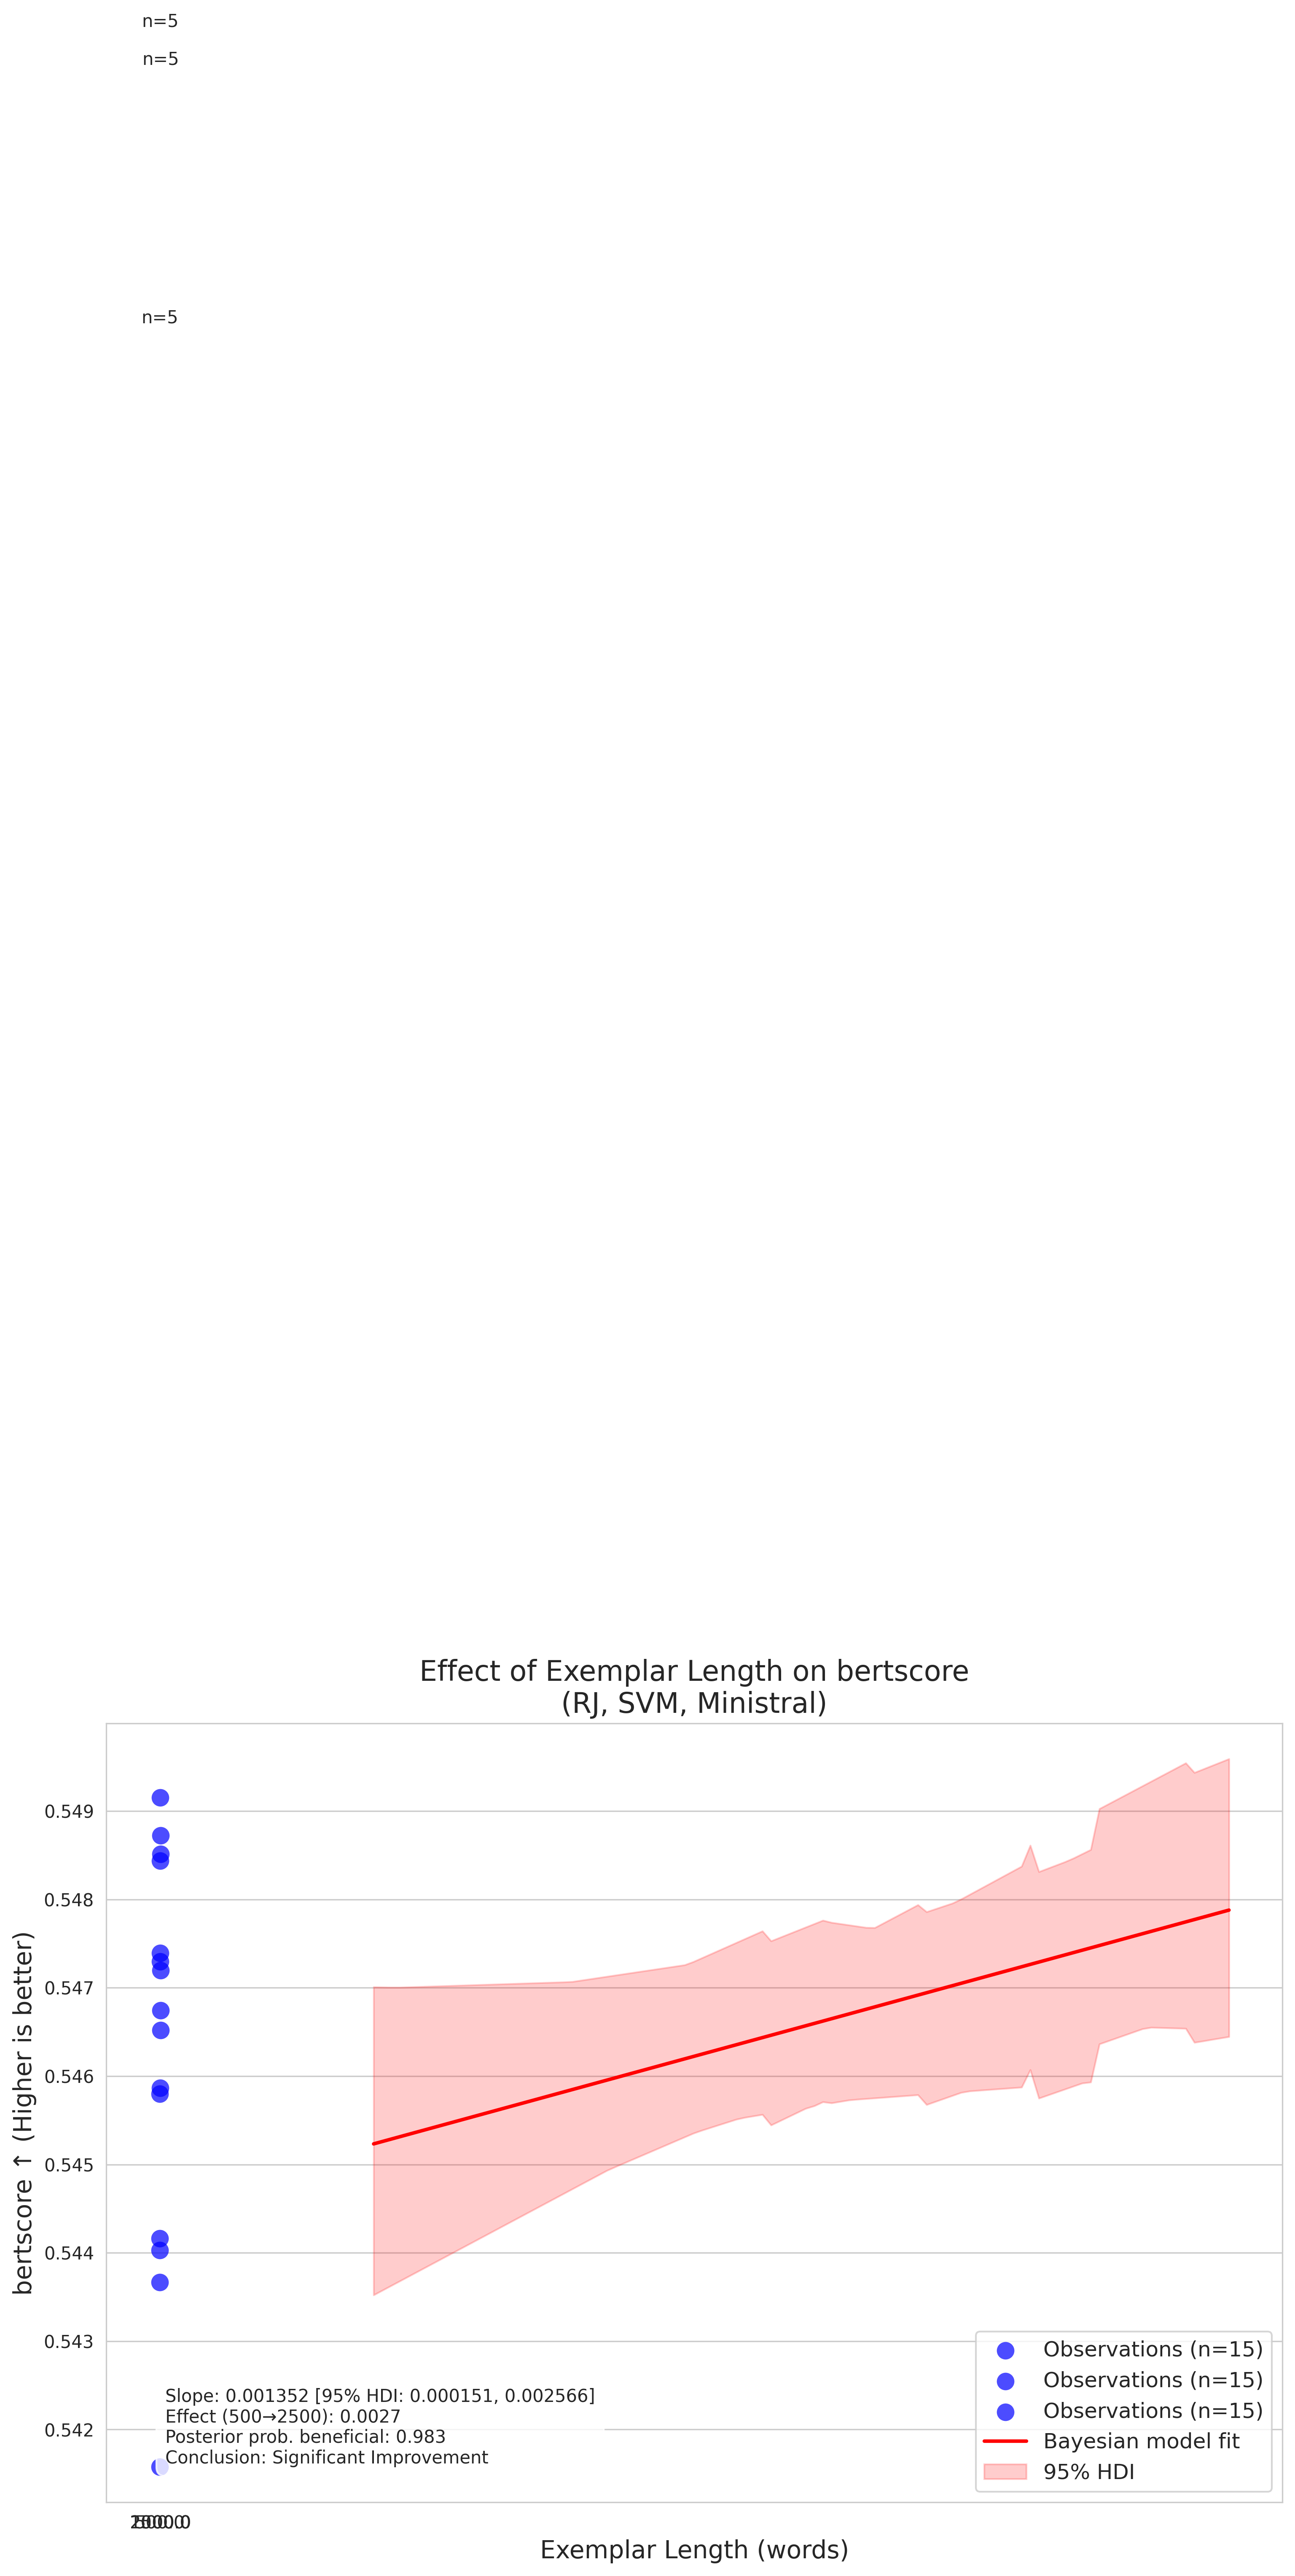 n=5
n=5
n=5
Effect of Exemplar Length on bertscore
(RJ, SVM, Ministral)
bertscore ↑ (Higher is better)
0.549
0.548
0.547
0.546
0.545
0.544
0.543
0.542
Slope: 0.001352 [95% HDI: 0.000151, 0.002566]
Effect (500→2500): 0.0027
Posterior prob. beneficial: 0.983
Conclusion: Significant Improvement
Observations (n=15)
Observations (n=15)
Observations (n=15)
Bayesian model fit
95% HDI
Exemplar Length (words)